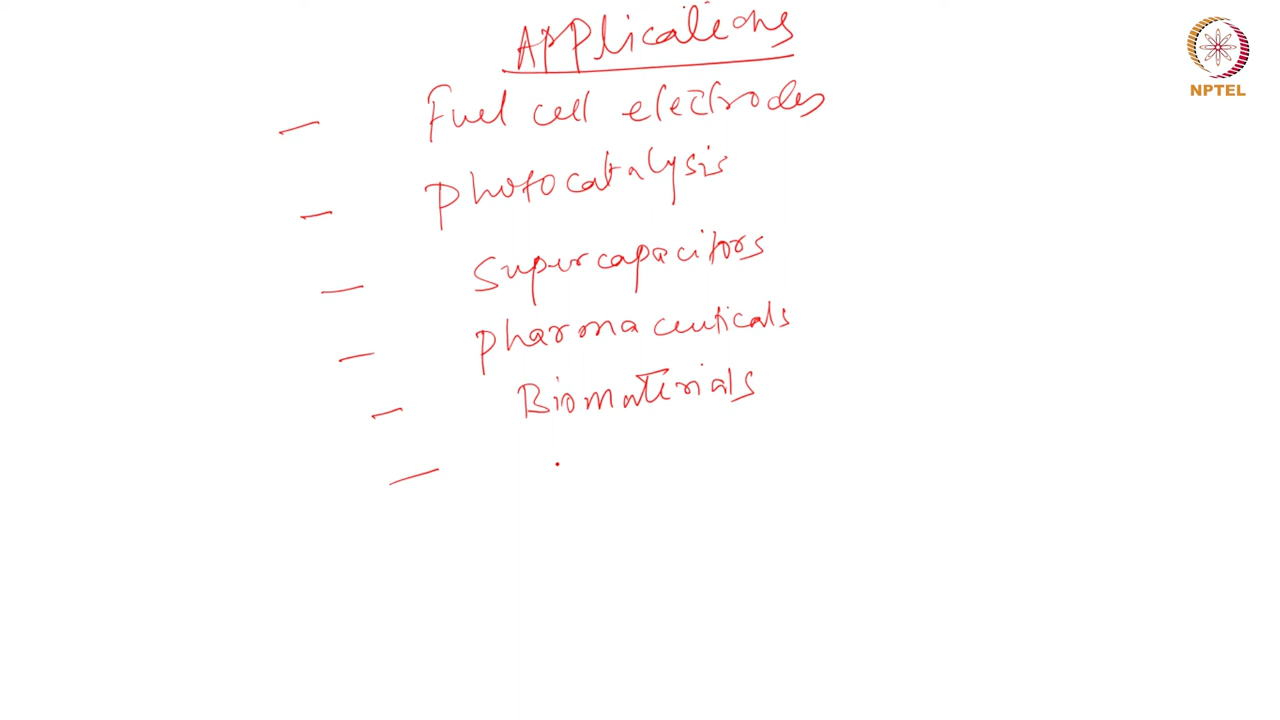 Applications
NPTEL
- Fuel cell electrodes
- Photocatalysis
- Supercapacitors
- Pharmaceuticals
- Biomaterials
-